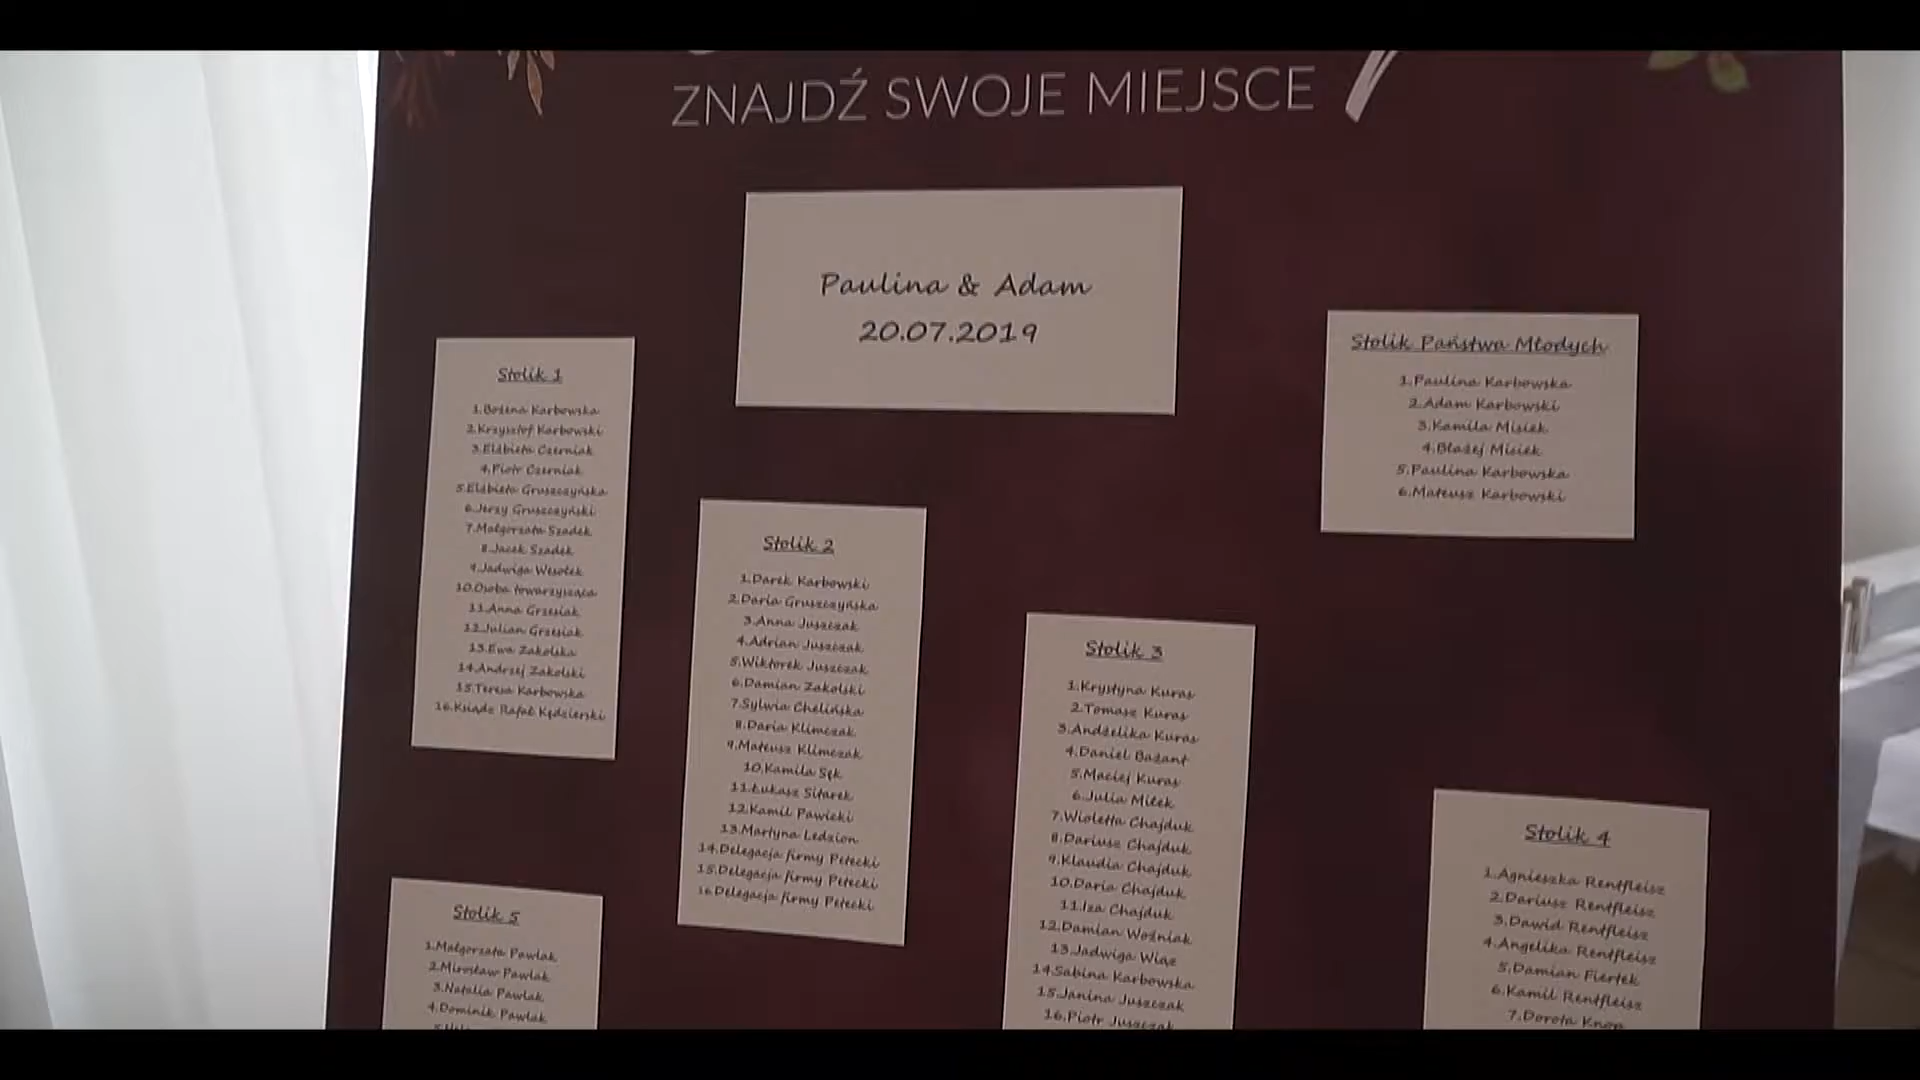 ZNAJDŹ SWOJE MIEJSCE
Paulina & Adam
20.07.2019
Stolik Państwa Młodych
1.Paulina Karbowska
2.Adam Karbowski
3.Kamila Misiek
4.Błażej Misiek
5.Paulina Karbowska
6.Mateusz Karbowski
Stolik 1
1.Bożena Karbowska
2.Krzysztof Karbowski
3.Elżbieta Czerniak
4.Piotr Czerniak
5.Elżbieta Gruszczyńska
6.Jerzy Gruszczyński
7.Małgorzata Szadek
8.Jacek Szadek
9.Jadwiga Wesołek
10.Osoba towarzysząca
11.Anna Grzesiak
12.Julian Grzesiak
13.Ewa Zakolska
14.Andrzej Zakolski
15.Teresa Karbowska
16.Ksiądz Rafał Kędzierski
Stolik 2
1.Darek Karbowski
2.Daria Gruszczyńska
3.Anna Juszczak
4.Adrian Juszczak
5.Wiktorek Juszczak
6.Damian Zakolski
7.Sylwia Chelińska
8.Daria Klimczak
9.Mateusz Klimczak
10.Kamila Sęk
11.Łukasz Sitarek
12.Kamil Pawicki
13.Martyna Ledzion
14.Delegacja firmy Petecki
15.Delegacja firmy Petecki
16.Delegacja firmy Petecki
Stolik 3
1.Krystyna Kuras
2.Tomasz Kuras
3.Andżelika Kuras
4.Daniel Bażant
5.Maciej Kuras
6.Julia Miłek
7.Wioletta Chajduk
8.Dariusz Chajduk
9.Klaudia Chajduk
10.Daria Chajduk
11.Iza Chajduk
12.Damian Woźniak
13.Jadwiga Wiąz
14.Sabina Karbowska
15.Janina Juszczak
16.Piotr Juszczak
Stolik 4
1.Agnieszka Rentfleisz
2.Dariusz Rentfleisz
3.Dawid Rentfleisz
4.Angelika Rentfleisz
5.Damian Fiertek
6.Kamil Rentfleisz
7.Dorota Knop
Stolik 5
1.Małgorzata Pawlak
2.Mirosław Pawlak
3.Natalia Pawlak
4.Dominik Pawlak